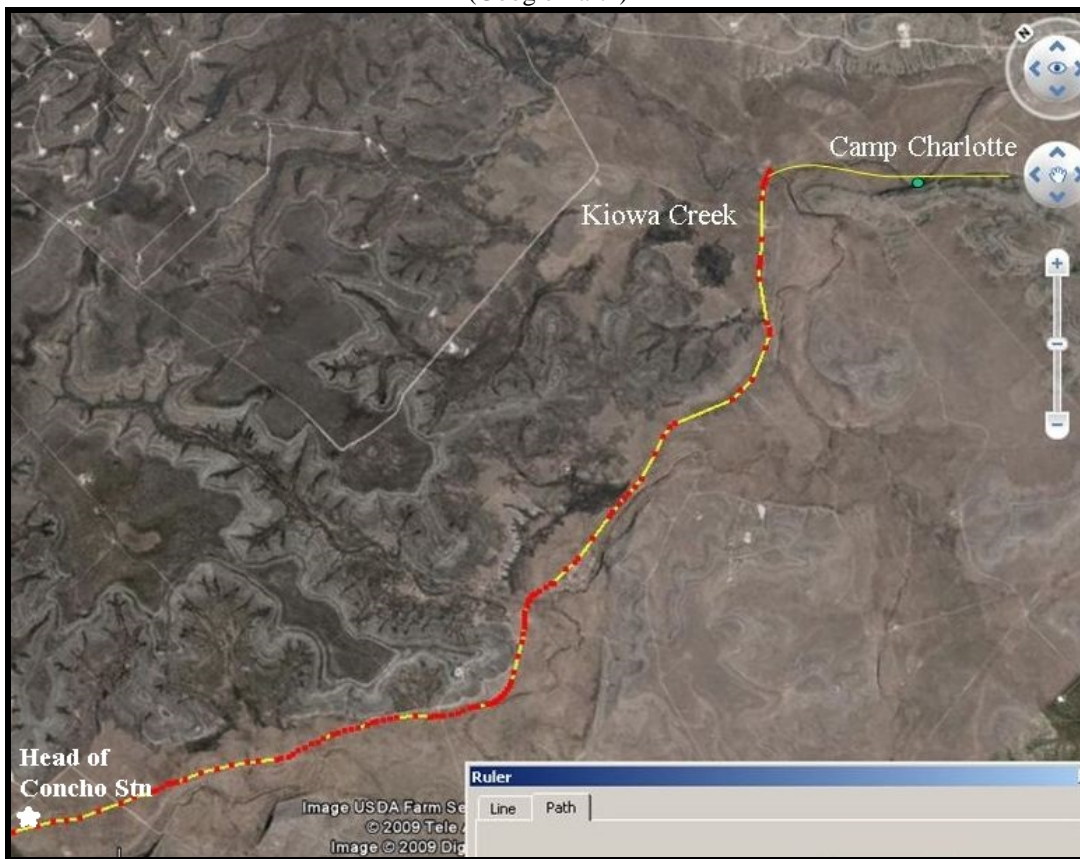 N
Camp Charlotte
Kiowa Creek
Head of
Concho Stn
Ruler
Line
Path
Image USDA Farm Se
© 2009 Tele
Image © 2009 Dig